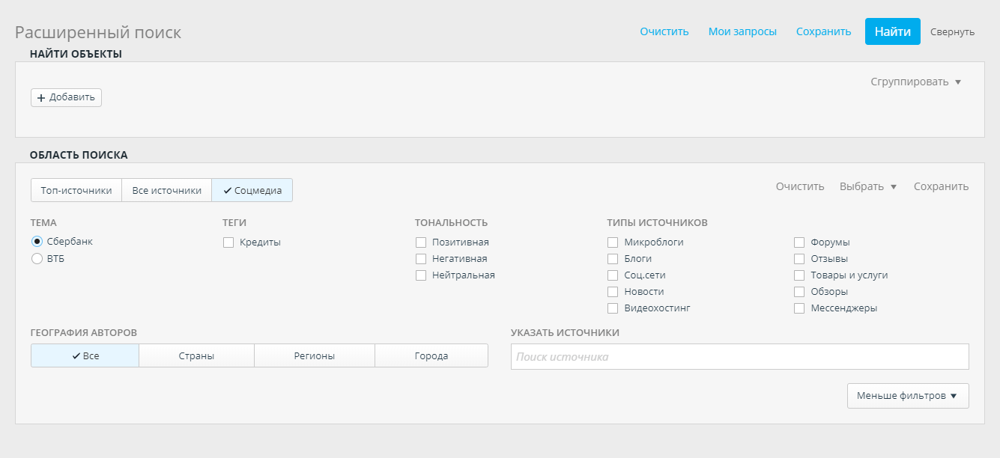 Расширенный поиск
Очистить Мои запросы Сохранить Найти Свернуть
НАЙТИ ОБЪЕКТЫ
Сгруппировать
Добавить
ОБЛАСТЬ ПОИСКА
Топ-источники Все источники Соцмедиа
Очистить Выбрать Сохранить
ТЕМА ТЕГИ ТОНАЛЬНОСТЬ ТИПЫ ИСТОЧНИКОВ
Сбербанк Кредиты Позитивная Микроблоги Форумы
ВТБ Негативная Блоги Отзывы
Нейтральная Соц.сети Товары и услуги
Новости Обзоры
Видеохостинг Мессенджеры
ГЕОГРАФИЯ АВТОРОВ УКАЗАТЬ ИСТОЧНИКИ
Все Страны Регионы Города Поиск источника
Меньше фильтров